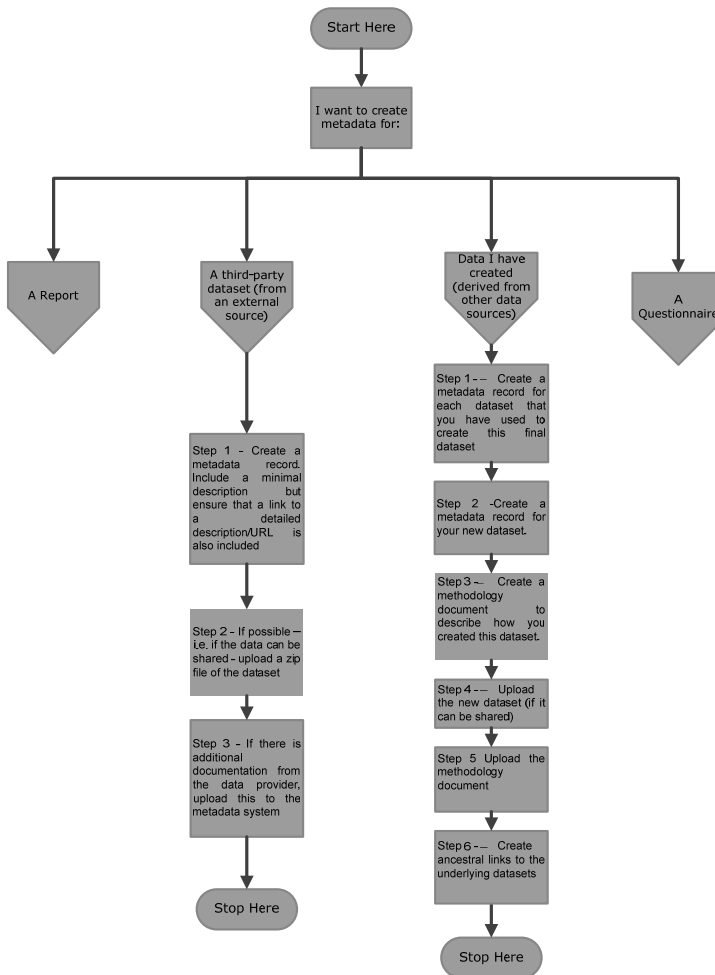 Start Here
I want to create
metadata for:
A Report
A third-party
dataset (from
an external
source)
Data I have
created
(derived from
other data
sources)
A
Questionnaire
Step 1 - Create a
metadata record.
Include a minimal
description but
ensure that a link to
a detailed
description/URL is
also included
Step 2 - If possible –
i.e. if the data can be
shared - upload a zip
file of the dataset
Step 3 - If there is
additional
documentation from
the data provider,
upload this to the
metadata system
Stop Here
Step 1 -– Create a
metadata record for
each dataset that
you have used to
create this final
dataset
Step 2 -Create a
metadata record for
your new dataset.
Step 3 -– Create a
methodology
document to
describe how you
created this dataset.
Step 4 -– Upload
the new dataset (if it
can be shared)
Step 5 Upload the
methodology
document
Step 6 -– Create
ancestral links to the
underlying datasets
Stop Here